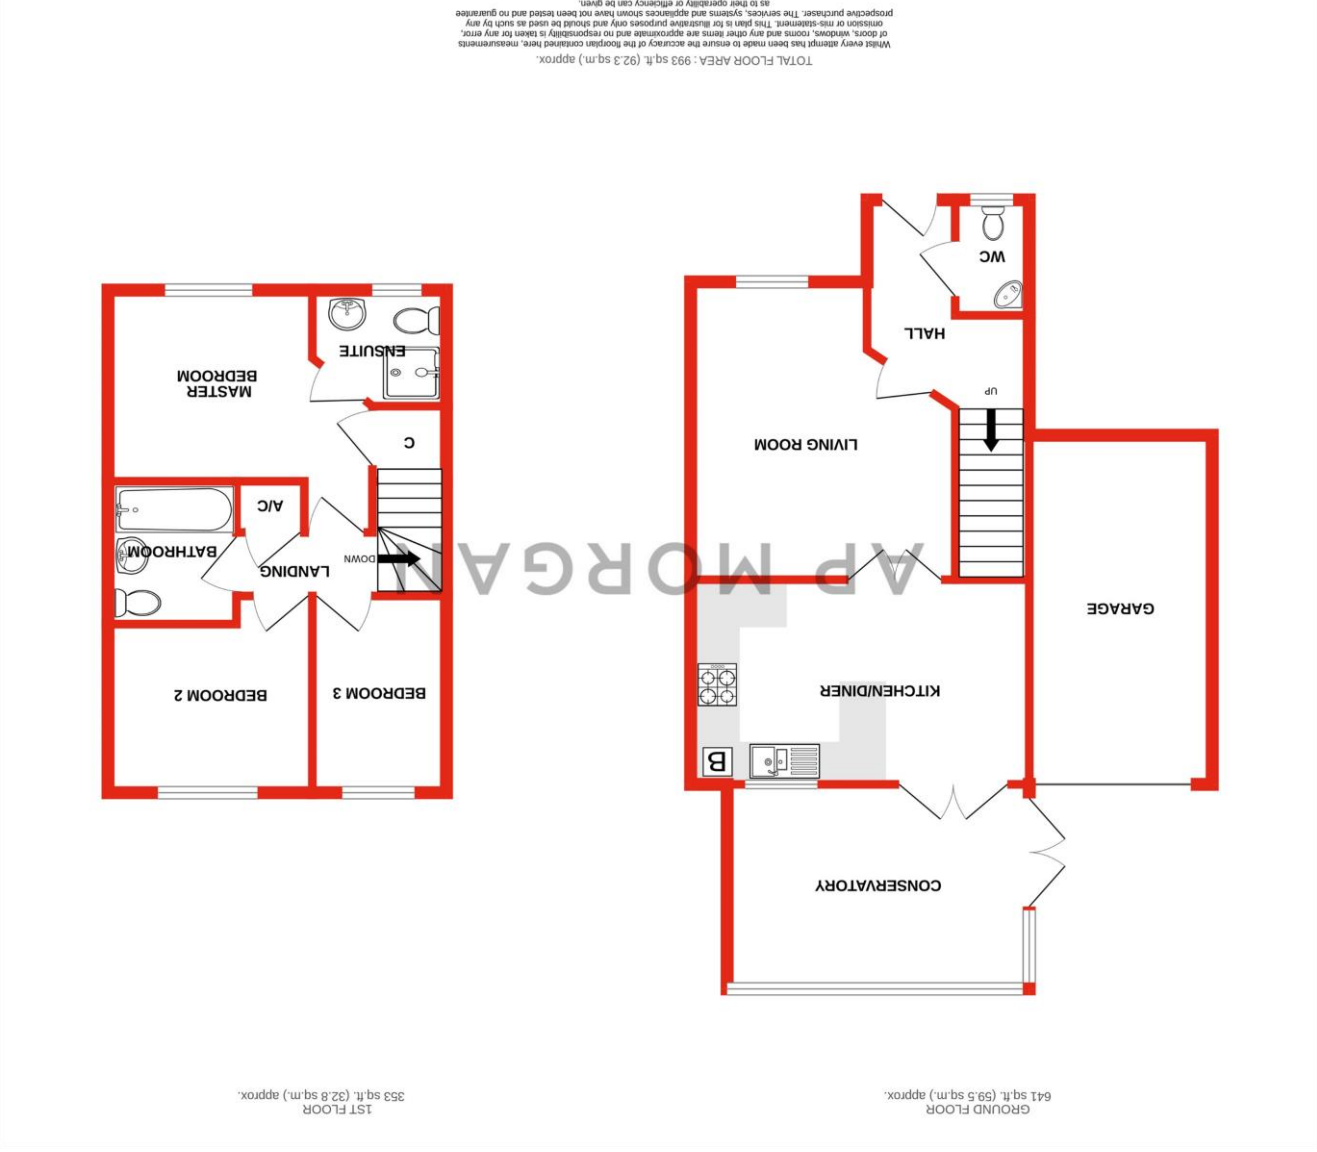 GROUND FLOOR
641 sq.ft. (59.5 sq.m.) approx.
1ST FLOOR
353 sq.ft. (32.8 sq.m.) approx.
CONSERVATORY
B
KITCHEN/DINER
GARAGE
LIVING ROOM
UP
HALL
WC
BEDROOM 3
BEDROOM 2
LANDING
DOWN
BATHROOM
A/C
C
MASTER
BEDROOM
ENSUITE
AP MORGAN
TOTAL FLOOR AREA : 993 sq.ft. (92.3 sq.m.) approx.
Whilst every attempt has been made to ensure the accuracy of the floorplan contained here, measurements
of doors, windows, rooms and any other items are approximate and no responsibility is taken for any error,
omission or mis-statement. This plan is for illustrative purposes only and should be used as such by any
prospective purchaser. The services, systems and appliances shown have not been tested and no guarantee
as to their operability or efficiency can be given.